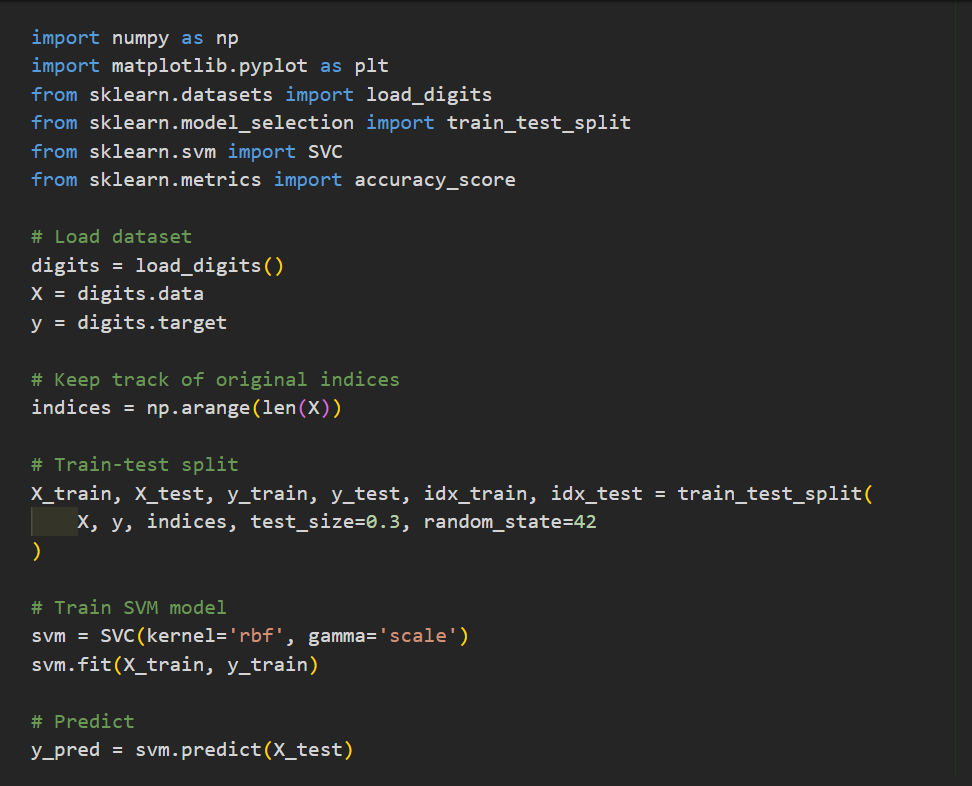 import numpy as np
import matplotlib.pyplot as plt
from sklearn.datasets import load_digits
from sklearn.model_selection import train_test_split
from sklearn.svm import SVC
from sklearn.metrics import accuracy_score

# Load dataset
digits = load_digits()
X = digits.data
y = digits.target

# Keep track of original indices
indices = np.arange(len(X))

# Train-test split
X_train, X_test, y_train, y_test, idx_train, idx_test = train_test_split(
    X, y, indices, test_size=0.3, random_state=42
)

# Train SVM model
svm = SVC(kernel='rbf', gamma='scale')
svm.fit(X_train, y_train)

# Predict
y_pred = svm.predict(X_test)